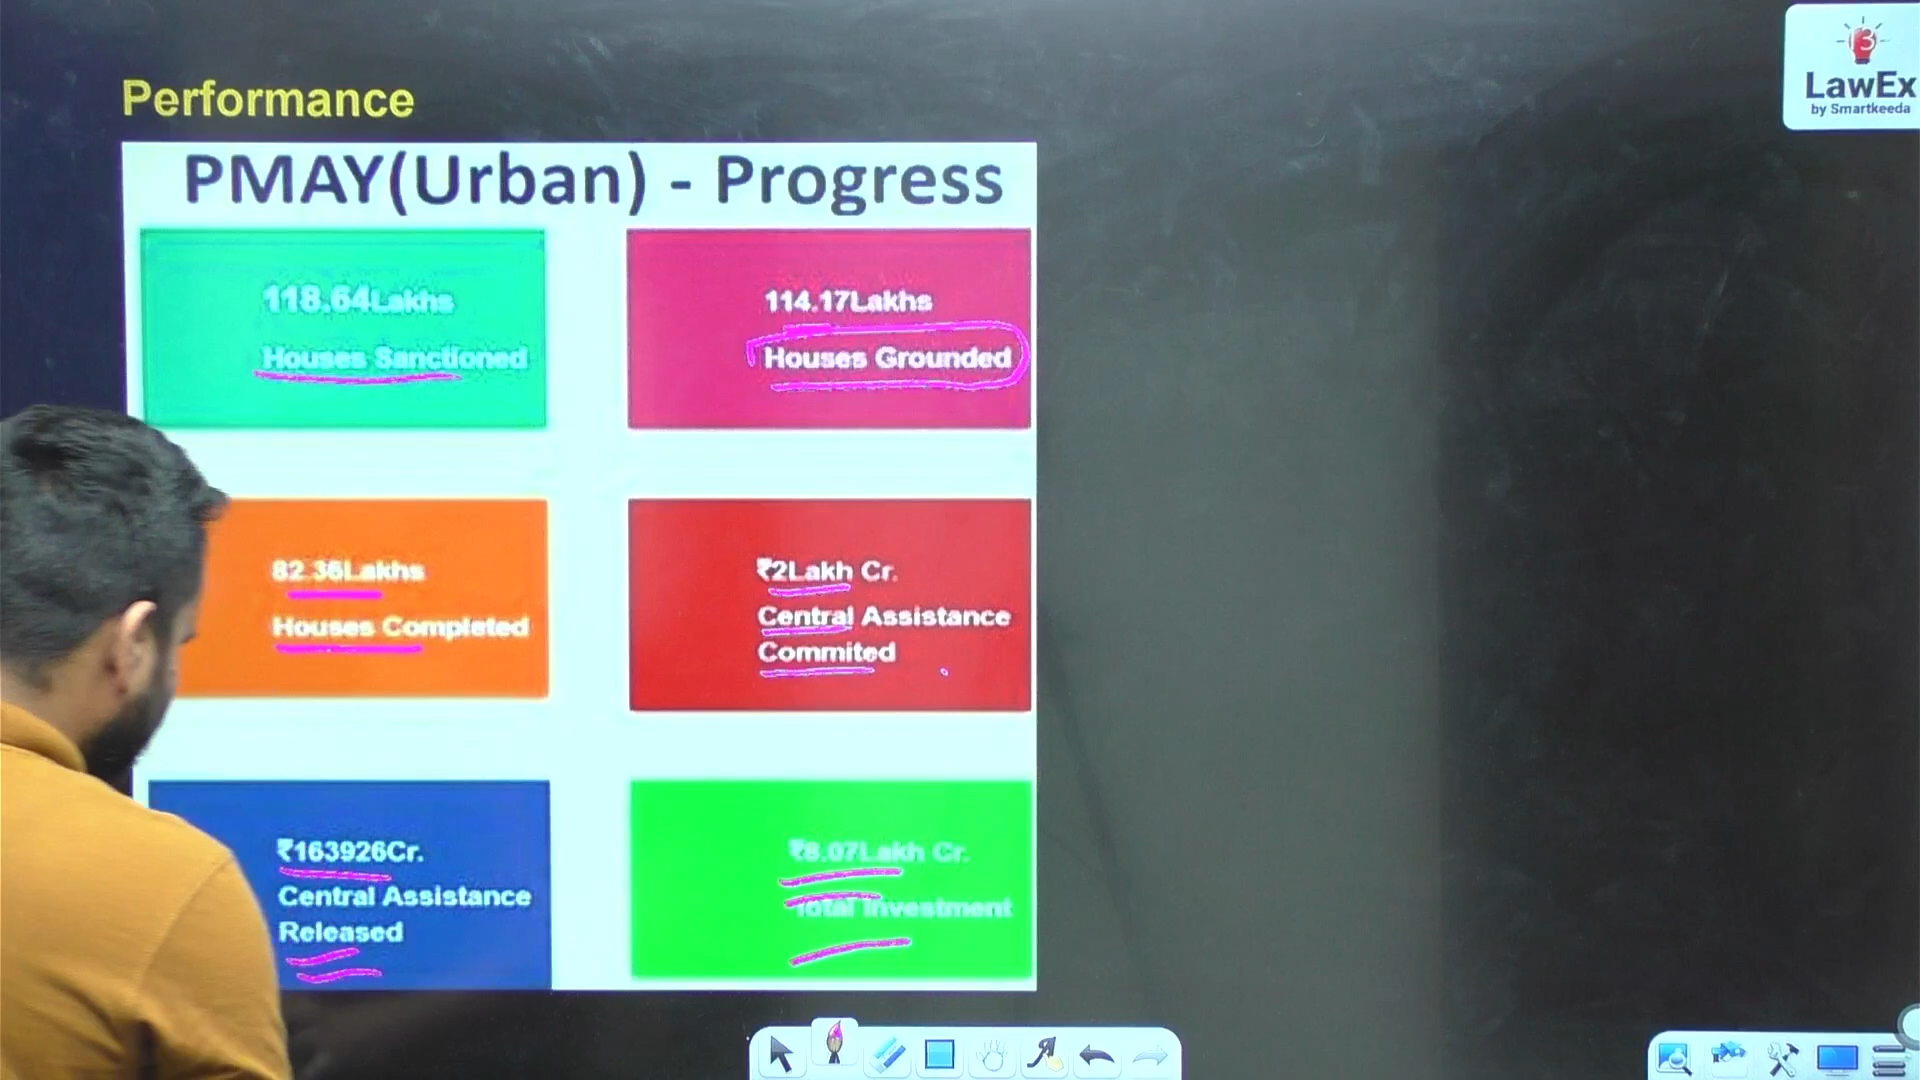 Performance
PMAY(Urban) - Progress
118.64Lakhs
Houses Sanctioned
114.17Lakhs
Houses Grounded
82.36Lakhs
Houses Completed
₹2Lakh Cr.
Central Assistance
Commited
₹163926Cr.
Central Assistance
Released
₹8.07Lakh Cr.
Total Investment
LawEx
by Smartkeeda